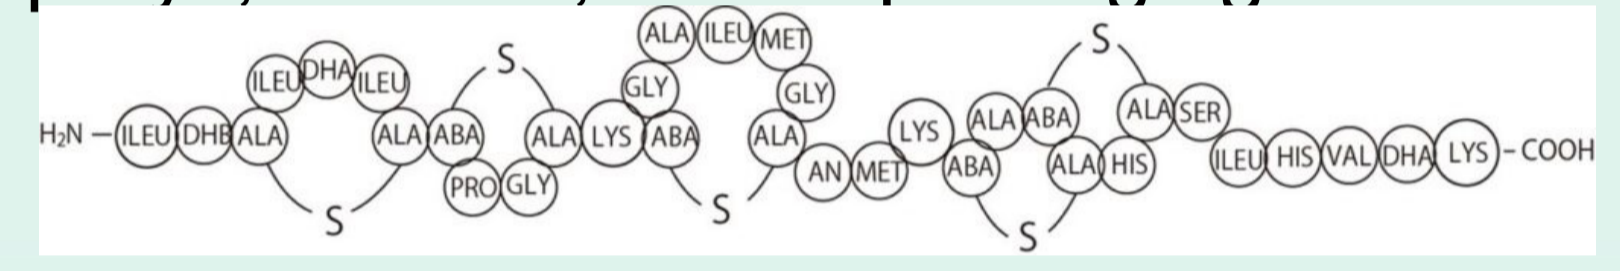 H₂N – ILEU DHB ALA ILEU DHA ILEU ALA S ABA PRO GLY ALA S LYS ABA GLY ALA ILEU MET GLY ALA S AN MET LYS ABA ALA ABA ALA S HIS ALA S SER ILEU HIS VAL DHA LYS – COOH